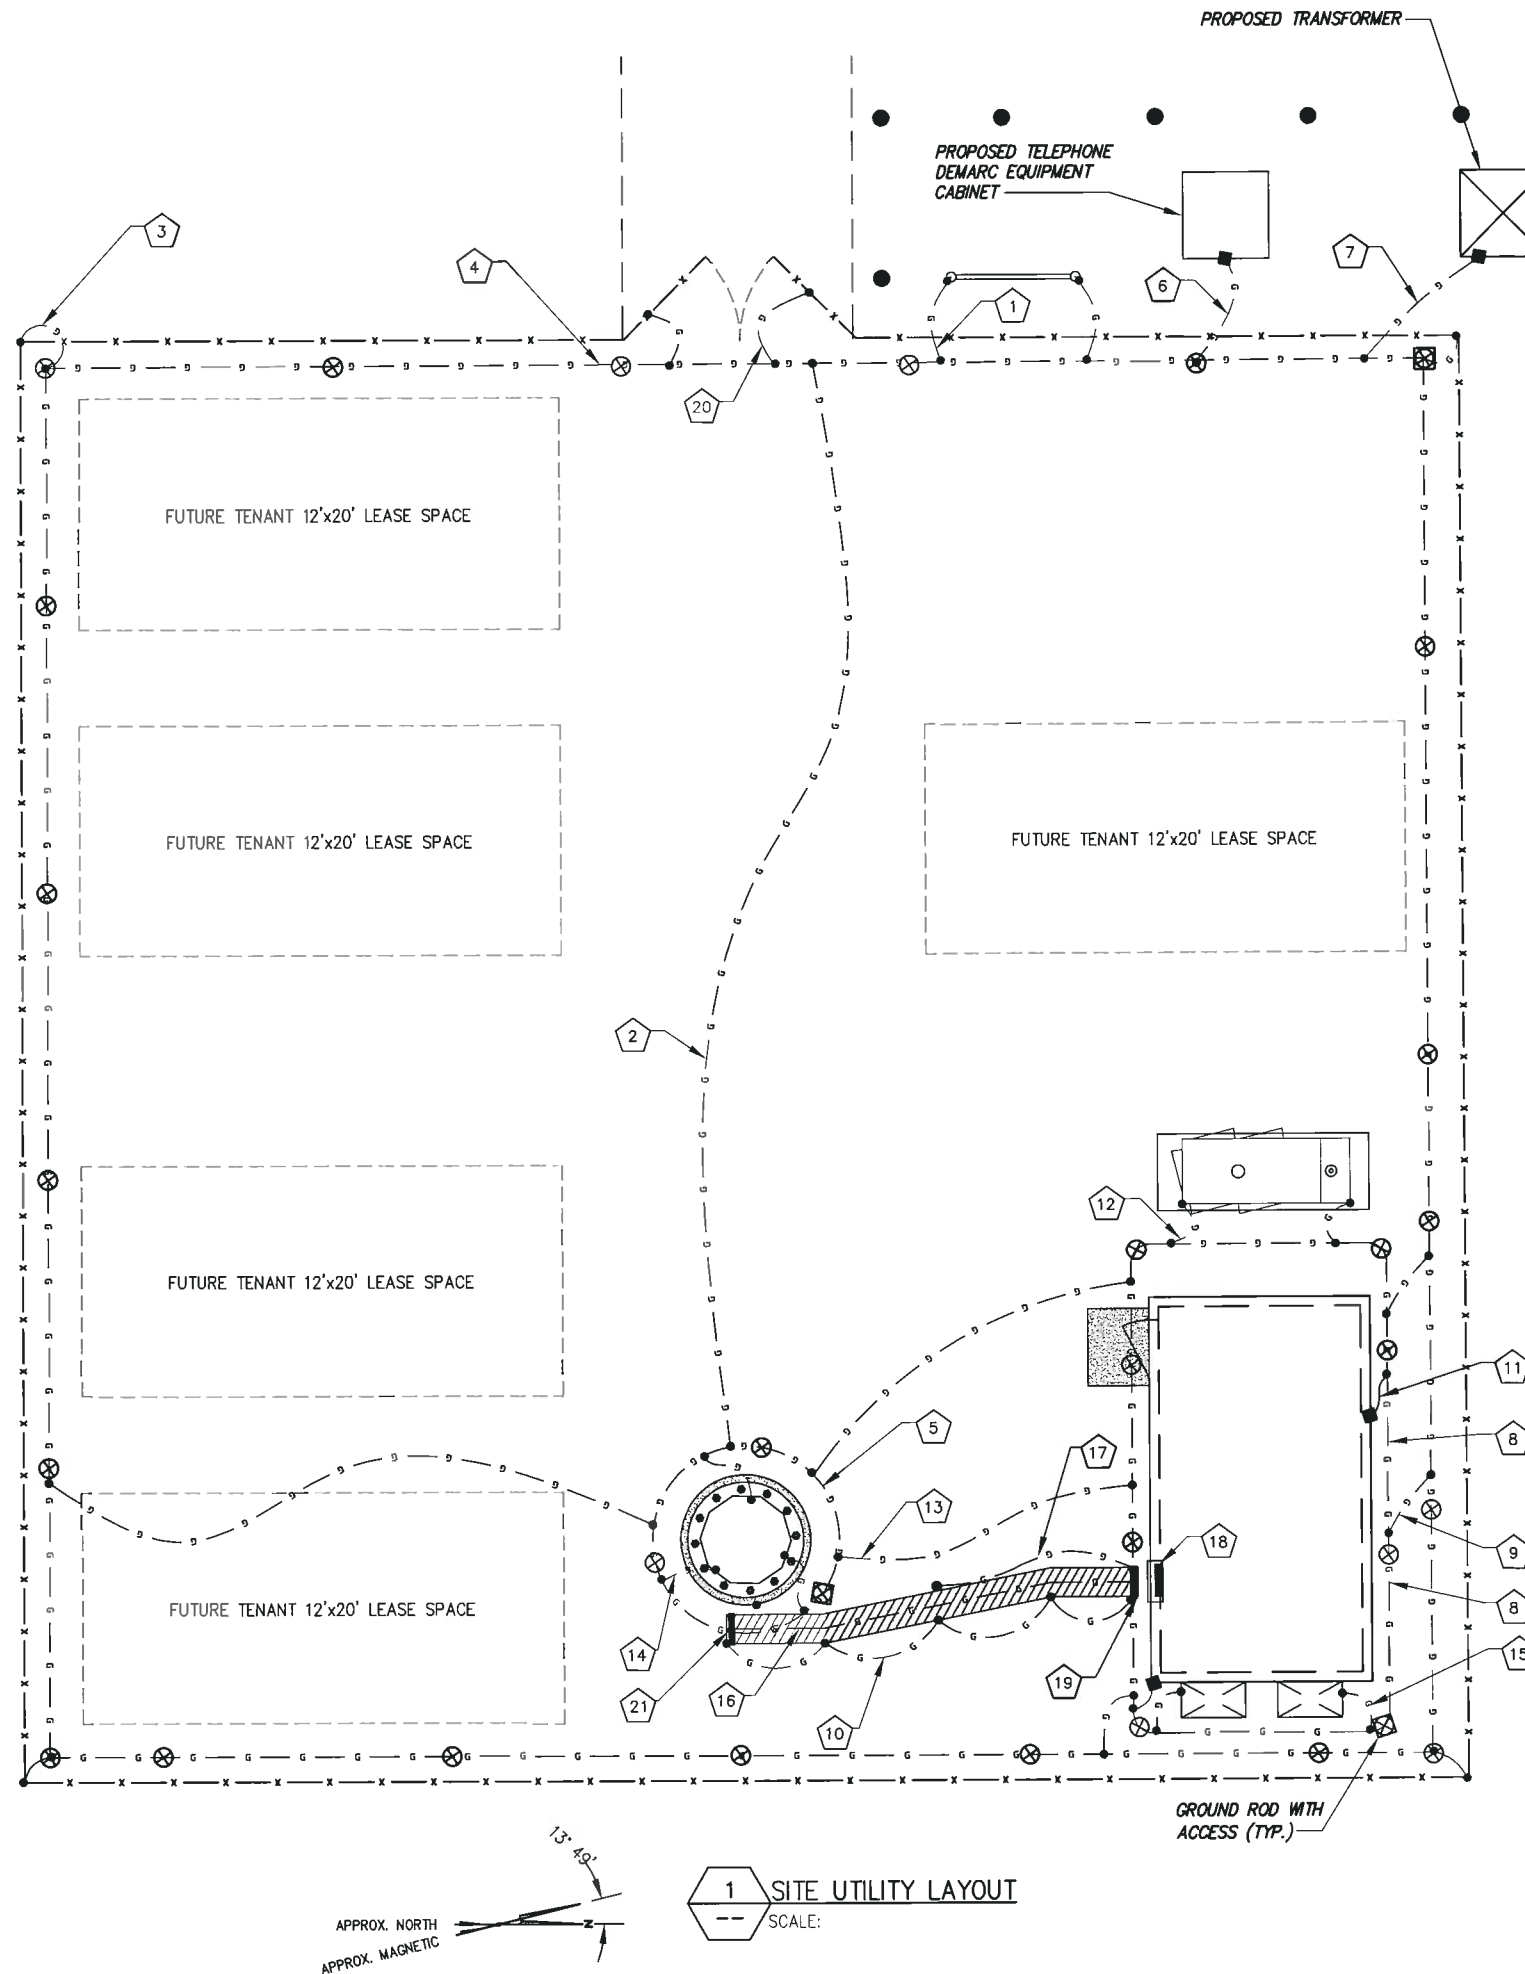 PROPOSED TRANSFORMER
PROPOSED TELEPHONE
DEMARC EQUIPMENT
CABINET
3
4
7
6
1
20
FUTURE TENANT 12'x20' LEASE SPACE
FUTURE TENANT 12'x20' LEASE SPACE
FUTURE TENANT 12'x20' LEASE SPACE
2
12
FUTURE TENANT 12'x20' LEASE SPACE
11
5
17
8
13
18
9
FUTURE TENANT 12'x20' LEASE SPACE
8
14
15
19
21
16
10
GROUND ROD WITH
ACCESS (TYP.)
13° 49'
1
SITE UTILITY LAYOUT
--
SCALE:
APPROX. NORTH
N
APPROX. MAGNETIC